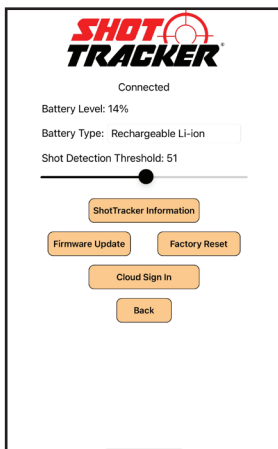 SHOT
TRACKER®
Connected
Battery Level: 14%
Battery Type: Rechargeable Li-ion
Shot Detection Threshold: 51
ShotTracker Information
Firmware Update Factory Reset
Cloud Sign In
Back